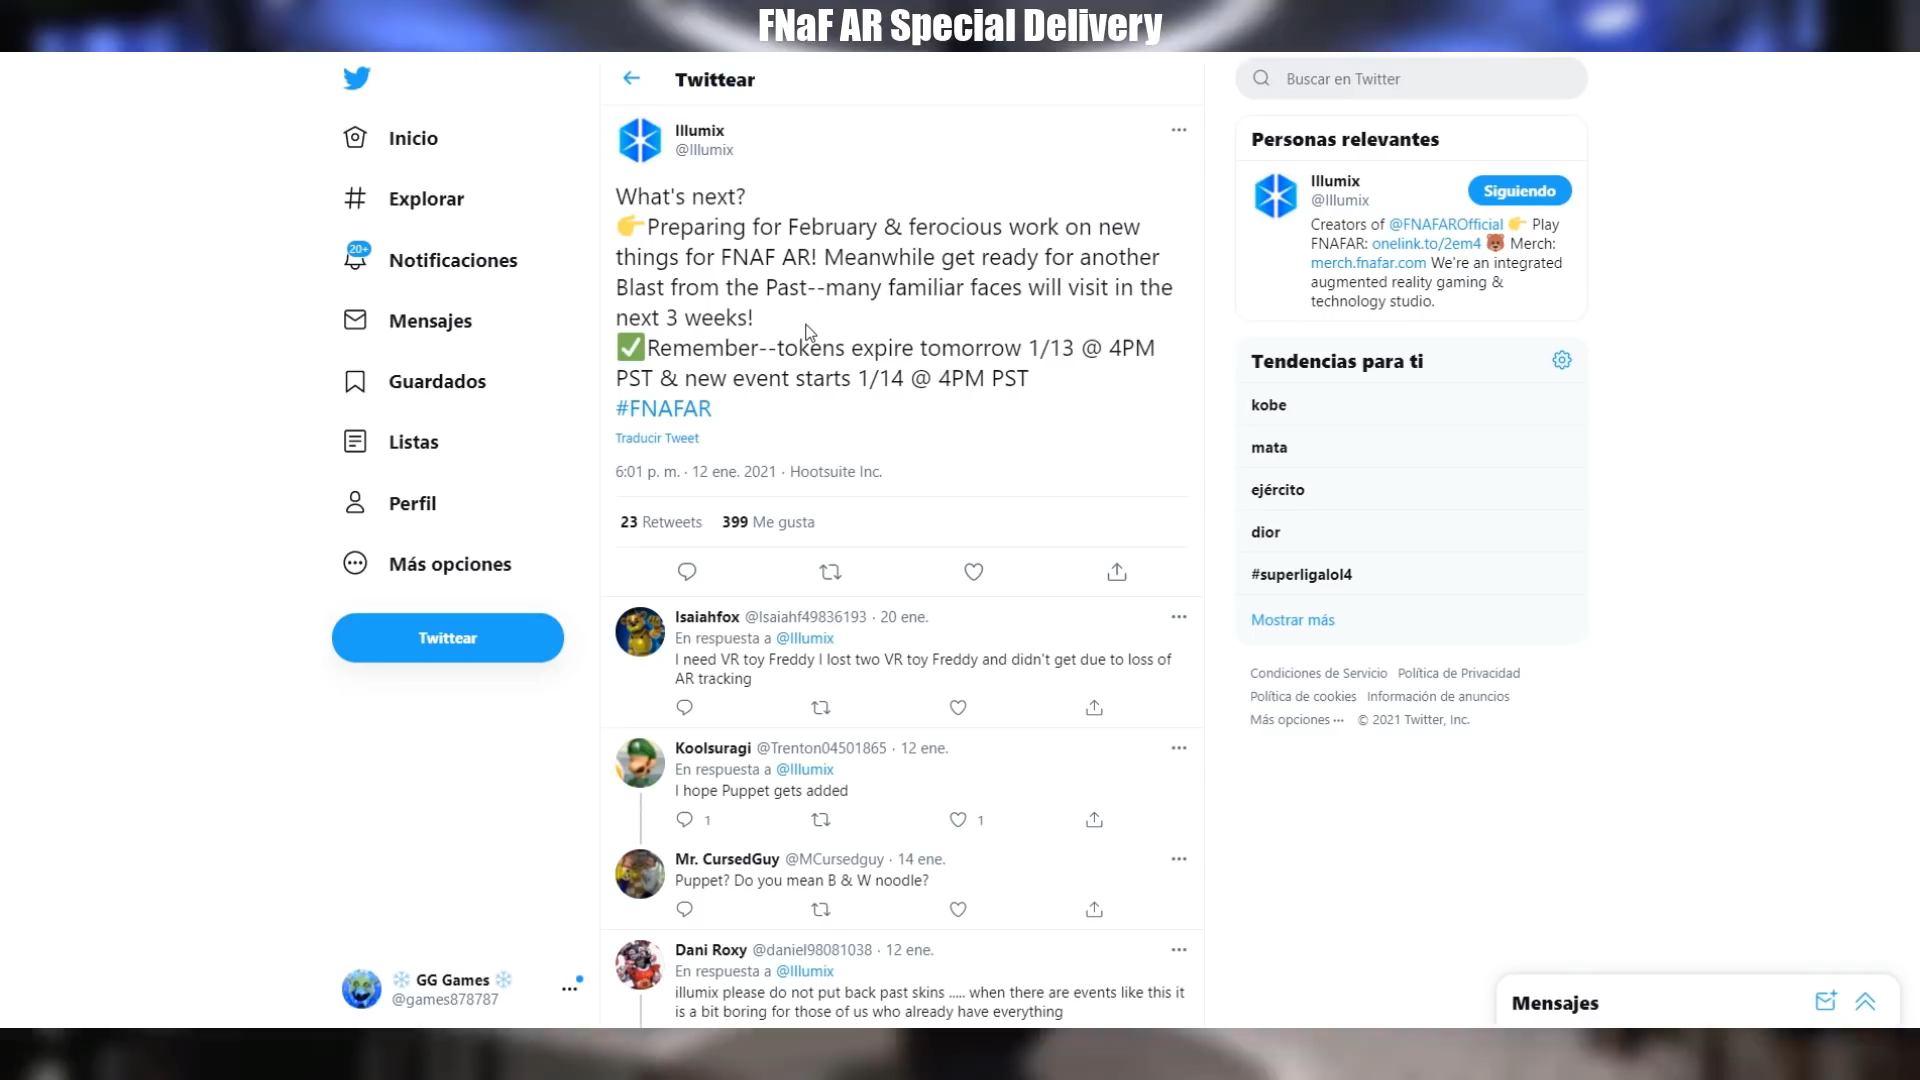 FNaF AR Special Delivery
Inicio
Explorar
20+
Notificaciones
Mensajes
Guardados
Listas
Perfil
Más opciones
Twittear
❄️ GG Games ❄️
@games878787
Twittear
Illumix
@Illumix
What's next?
👉Preparing for February & ferocious work on new
things for FNAF AR! Meanwhile get ready for another
Blast from the Past--many familiar faces will visit in the
next 3 weeks!
✅Remember--tokens expire tomorrow 1/13 @ 4PM
PST & new event starts 1/14 @ 4PM PST
#FNAFAR
Traducir Tweet
6:01 p. m. · 12 ene. 2021 · Hootsuite Inc.
23 Retweets 399 Me gusta
Isaiahfox @Isaiahf49836193 · 20 ene.
En respuesta a @Illumix
I need VR toy Freddy I lost two VR toy Freddy and didn't get due to loss of
AR tracking
Koolsuragi @Trenton04501865 · 12 ene.
En respuesta a @Illumix
I hope Puppet gets added
1 1
Mr. CursedGuy @MCursedguy · 14 ene.
Puppet? Do you mean B & W noodle?
Dani Roxy @daniel98081038 · 12 ene.
En respuesta a @Illumix
illumix please do not put back past skins ..... when there are events like this it
is a bit boring for those of us who already have everything
Buscar en Twitter
Personas relevantes
Illumix
@Illumix
Siguiendo
Creators of @FNAFAROfficial 👉 Play
FNAFAR: onelink.to/2em4 🐻 Merch:
merch.fnafar.com We're an integrated
augmented reality gaming &
technology studio.
Tendencias para ti
kobe
mata
ejército
dior
#superligalol4
Mostrar más
Condiciones de Servicio Política de Privacidad
Política de cookies Información de anuncios
Más opciones ··· © 2021 Twitter, Inc.
Mensajes